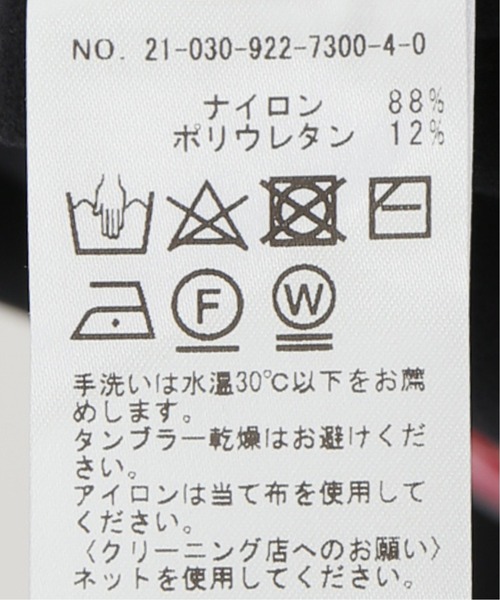 NO. 21-030-922-7300-4-0
ナイロン 88%
ポリウレタン 12%
F W
手洗いは水温30℃以下をお薦
めします。
タンブラー乾燥はお避けくだ
さい。
アイロンは当て布を使用して
ください。
〈クリーニング店へのお願い〉
ネットを使用してください。